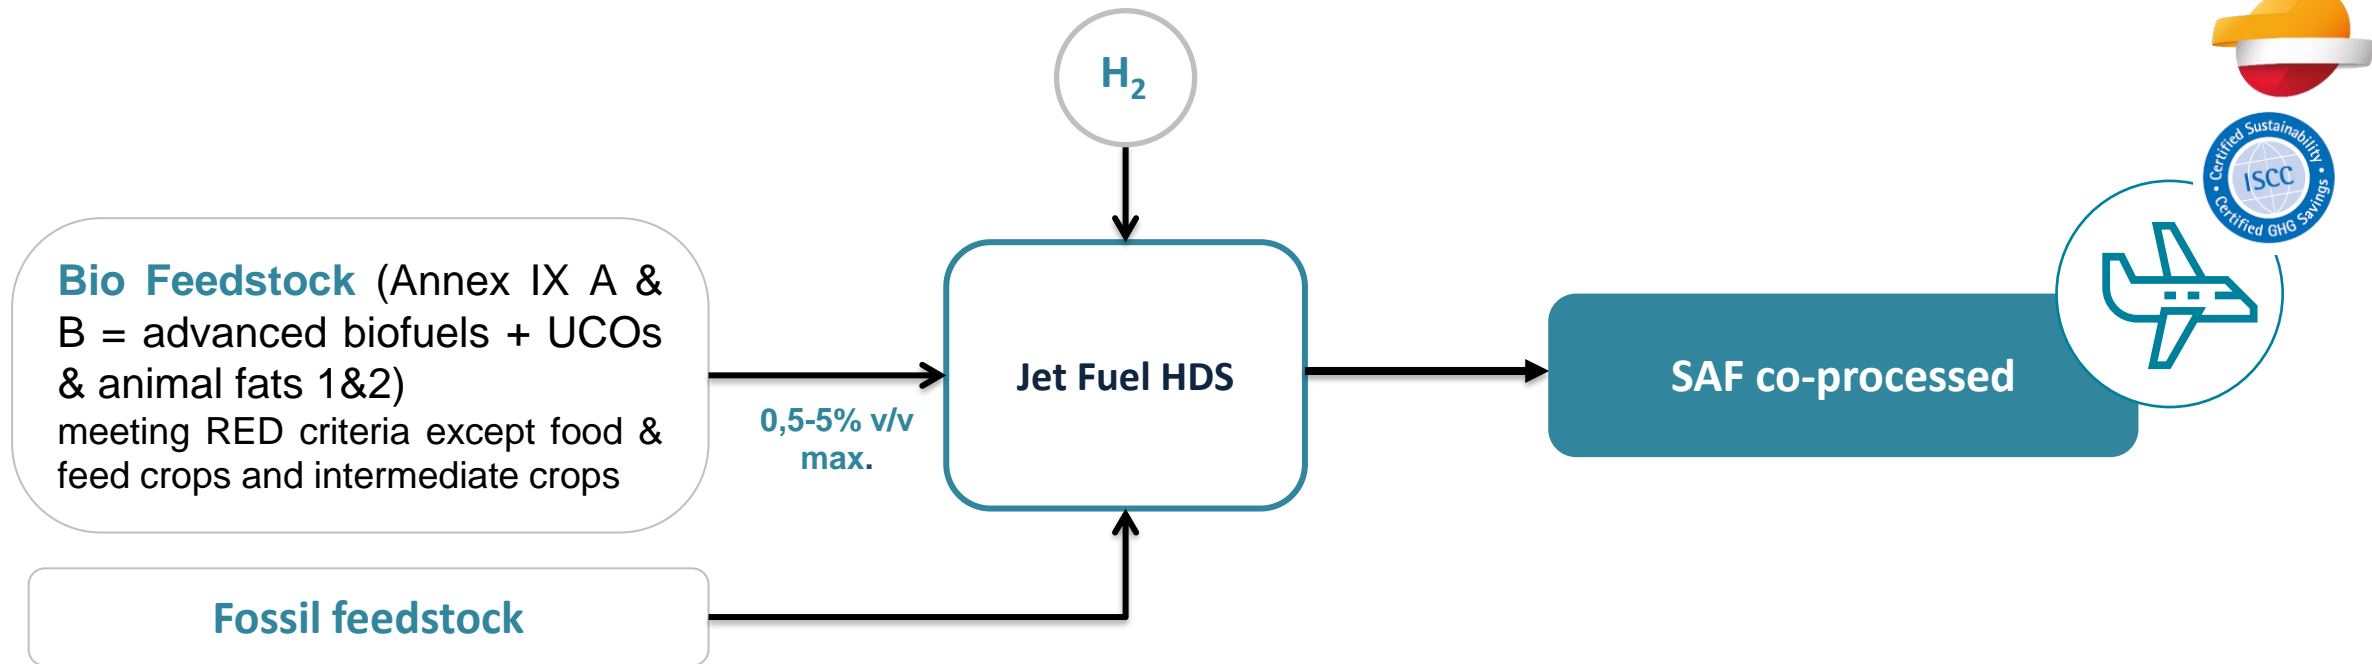 H2
Certified Sustainability
ISCC
Certified GHG Savings
Bio Feedstock (Annex IX A &
B = advanced biofuels + UCOs
& animal fats 1&2)
meeting RED criteria except food &
feed crops and intermediate crops
0,5-5% v/v
max.
Jet Fuel HDS
SAF co-processed
Fossil feedstock